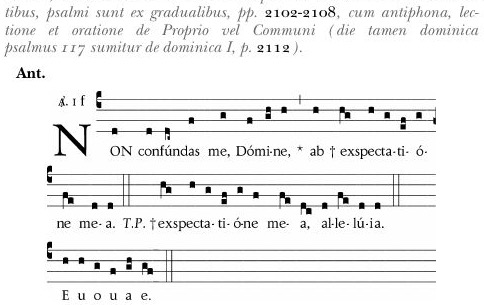 tibus, psalmi sunt ex gradualibus, pp. 2102-2108, cum antiphona, lec-
tione et oratione de Proprio vel Communi (die tamen dominica
psalmus 117 sumitur de dominica I, p. 2112).
Ant.
A. 1 f
NON confúndas me, Dómi-ne, * ab † exspecta-ti- ó-
ne me- a. T.P. † exspecta- ti- ó-ne me- a, al-le- lú-ia.
E u o u a e.